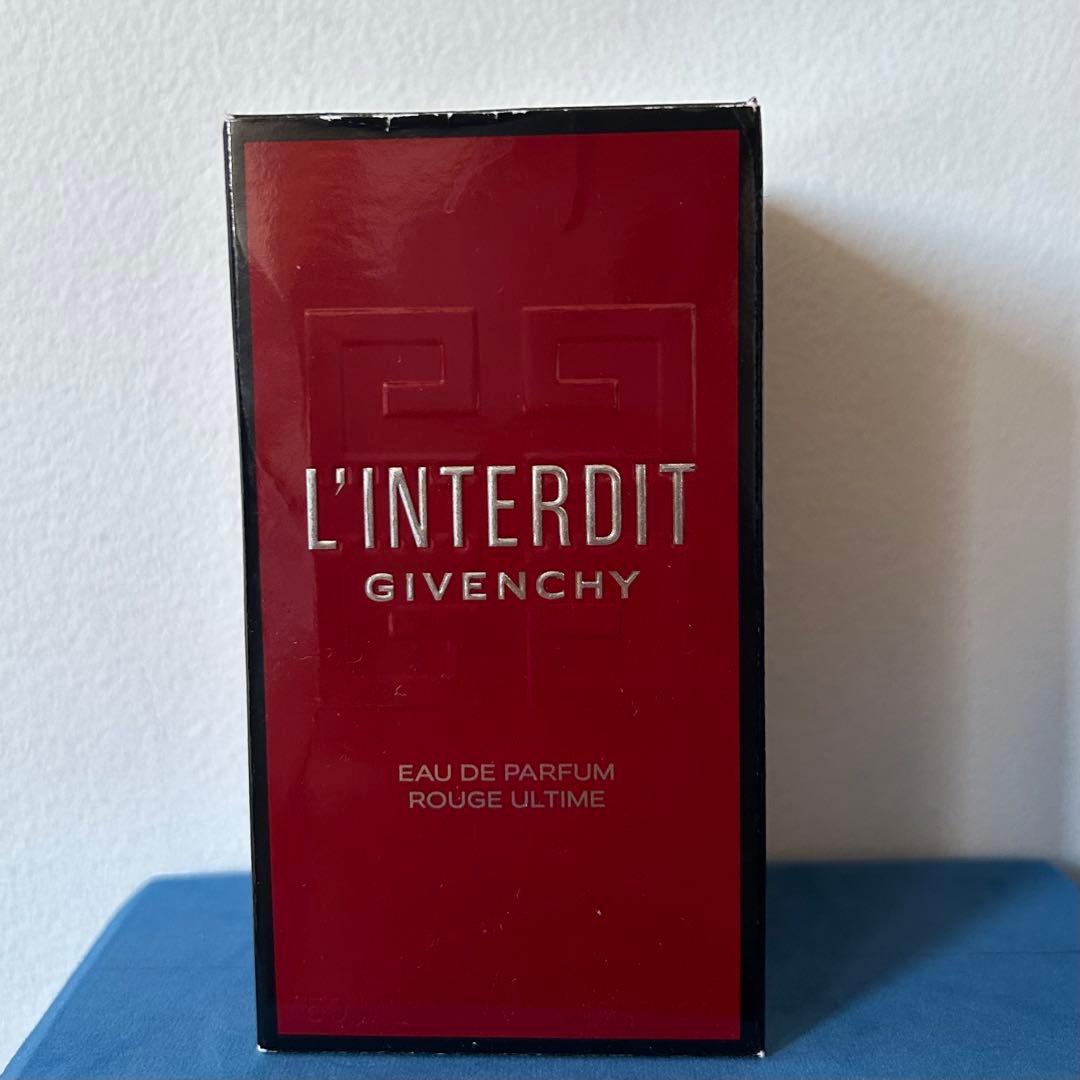 L'INTERDIT
GIVENCHY
EAU DE PARFUM
ROUGE ULTIME